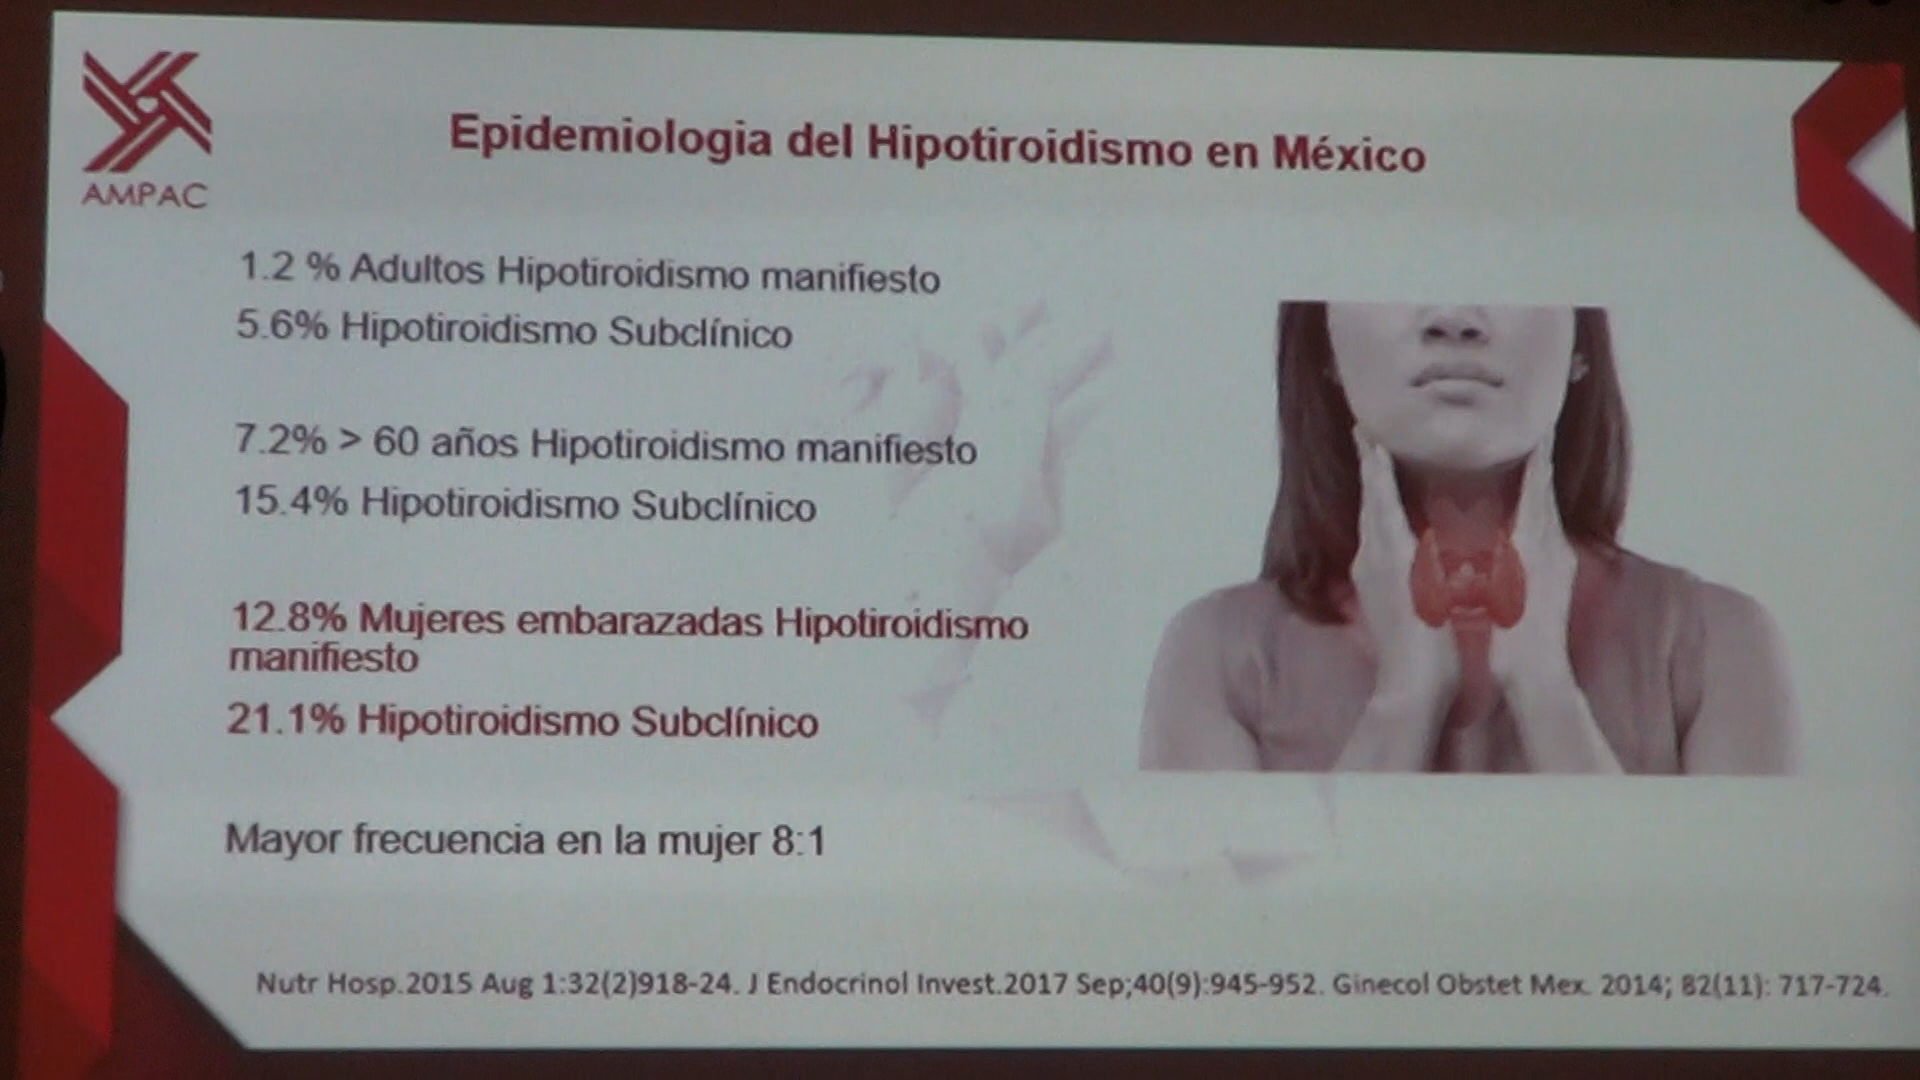 AMPAC
Epidemiologia del Hipotiroidismo en México
1.2 % Adultos Hipotiroidismo manifiesto
5.6% Hipotiroidismo Subclínico
7.2% > 60 años Hipotiroidismo manifiesto
15.4% Hipotiroidismo Subclínico
12.8% Mujeres embarazadas Hipotiroidismo
manifiesto
21.1% Hipotiroidismo Subclínico
Mayor frecuencia en la mujer 8:1
Nutr Hosp.2015 Aug 1:32(2)918-24. J Endocrinol Invest.2017 Sep;40(9):945-952. Ginecol Obstet Mex. 2014; 82(11): 717-724.